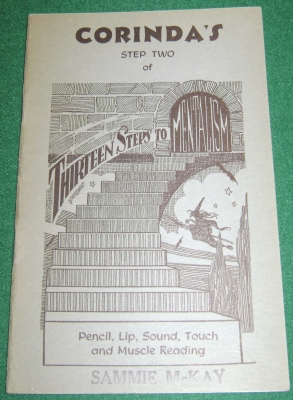 CORINDA'S
STEP TWO
of
THIRTEEN STEPS TO
MENTALISM
Pencil, Lip, Sound, Touch
and Muscle Reading
SAMMIE McKAY